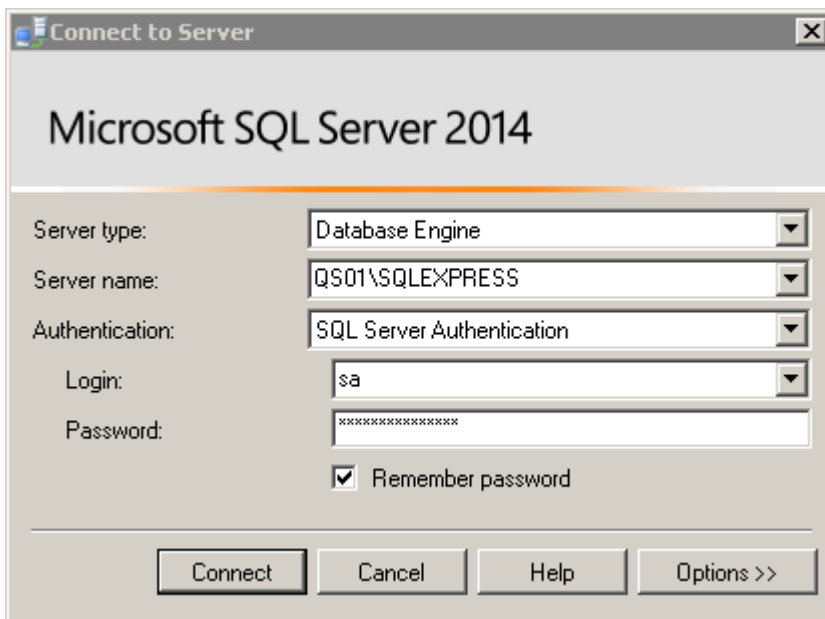 Connect to Server
Microsoft SQL Server 2014
Server type: Database Engine
Server name: QS01\SQLEXPRESS
Authentication: SQL Server Authentication
Login: sa
Password: ***************
Remember password
Connect Cancel Help Options >>